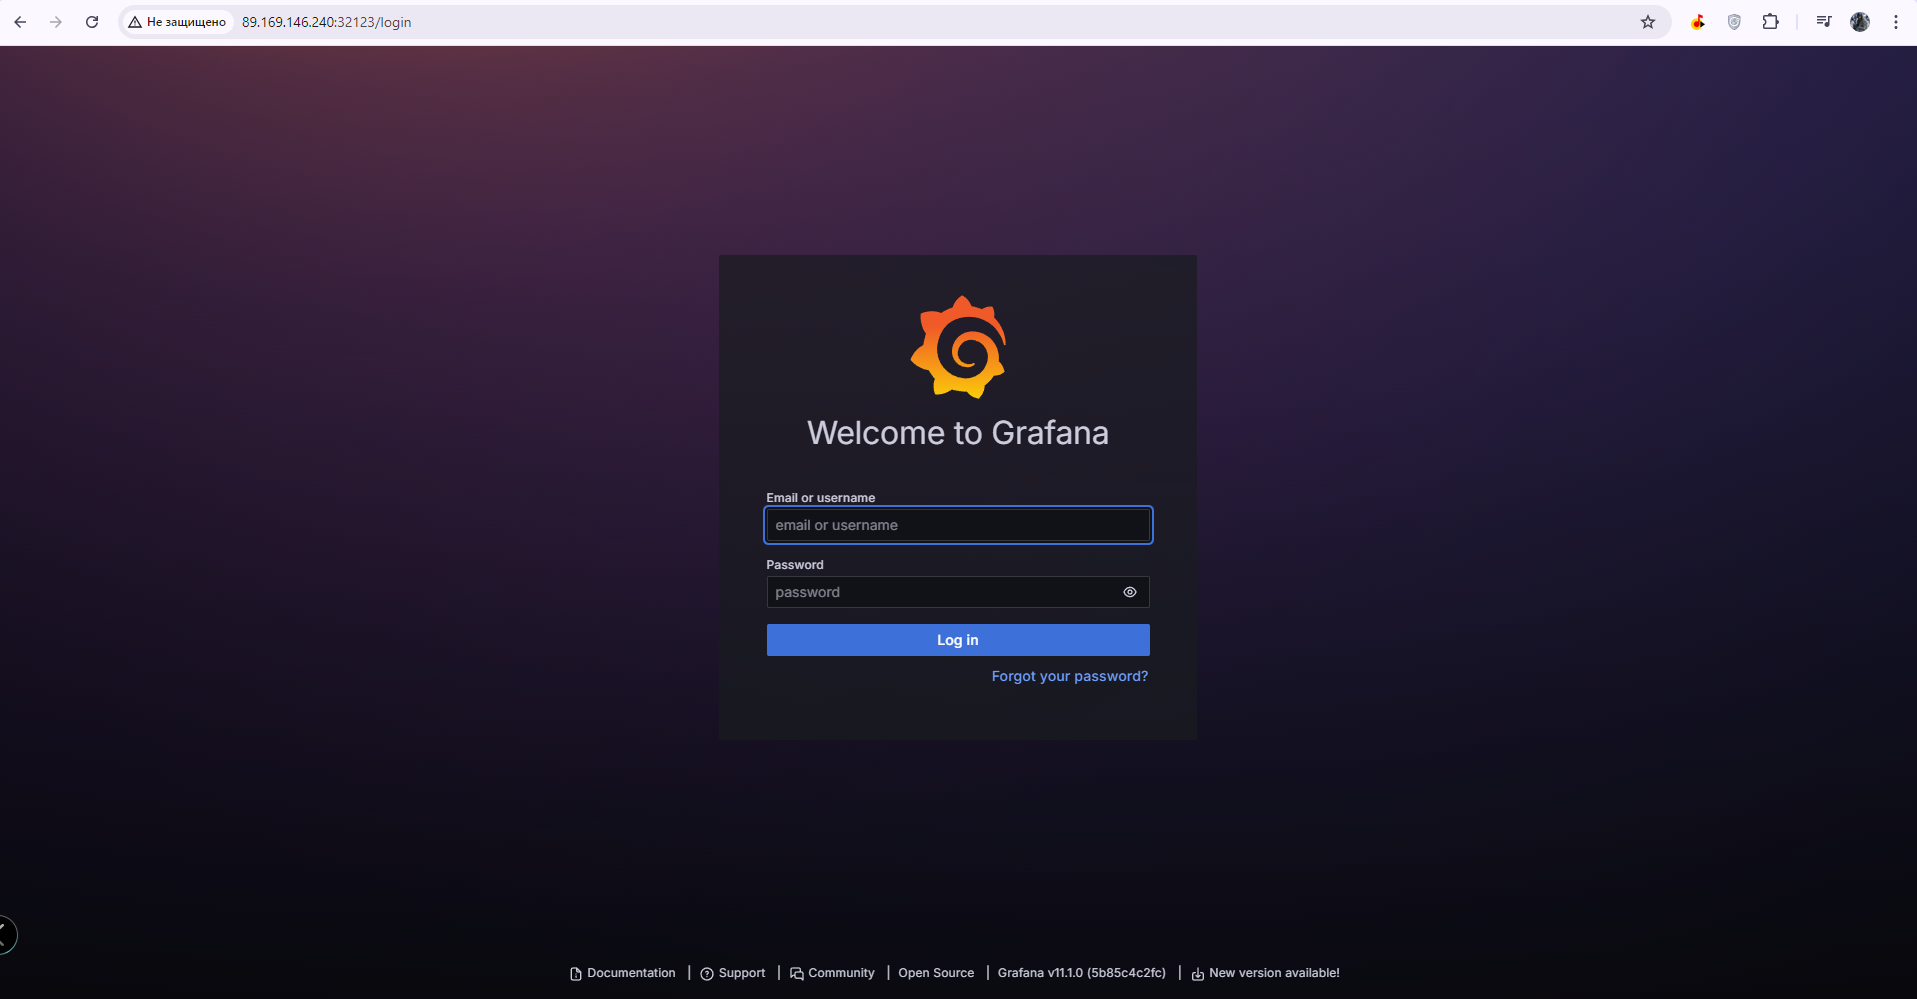 Не защищено
89.169.146.240:32123/login
Welcome to Grafana
Email or username
email or username
Password
password
Log in
Forgot your password?
Documentation | Support | Community | Open Source | Grafana v11.1.0 (5b85c4c2fc) | New version available!